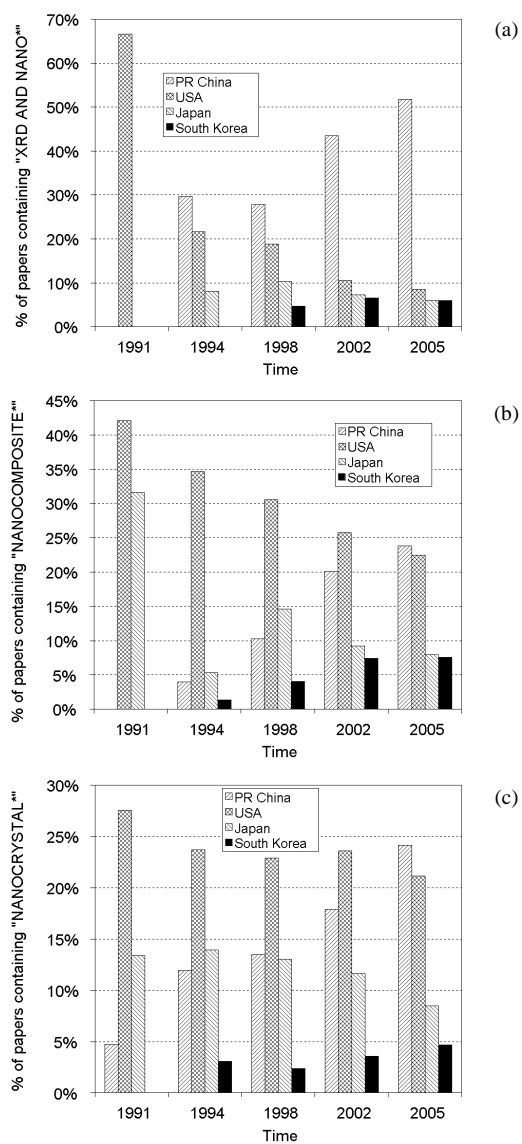 (a)
% of papers containing "XRD AND NANO*"
70%
60%
50%
40%
30%
20%
10%
0%
PR China
USA
Japan
South Korea
1991 1994 1998 2002 2005
Time
(b)
% of papers containing "NANOCOMPOSITE*"
45%
40%
35%
30%
25%
20%
15%
10%
5%
0%
PR China
USA
Japan
South Korea
1991 1994 1998 2002 2005
Time
(c)
% of papers containing "NANOCRYSTAL*"
30%
25%
20%
15%
10%
5%
0%
PR China
USA
Japan
South Korea
1991 1994 1998 2002 2005
Time